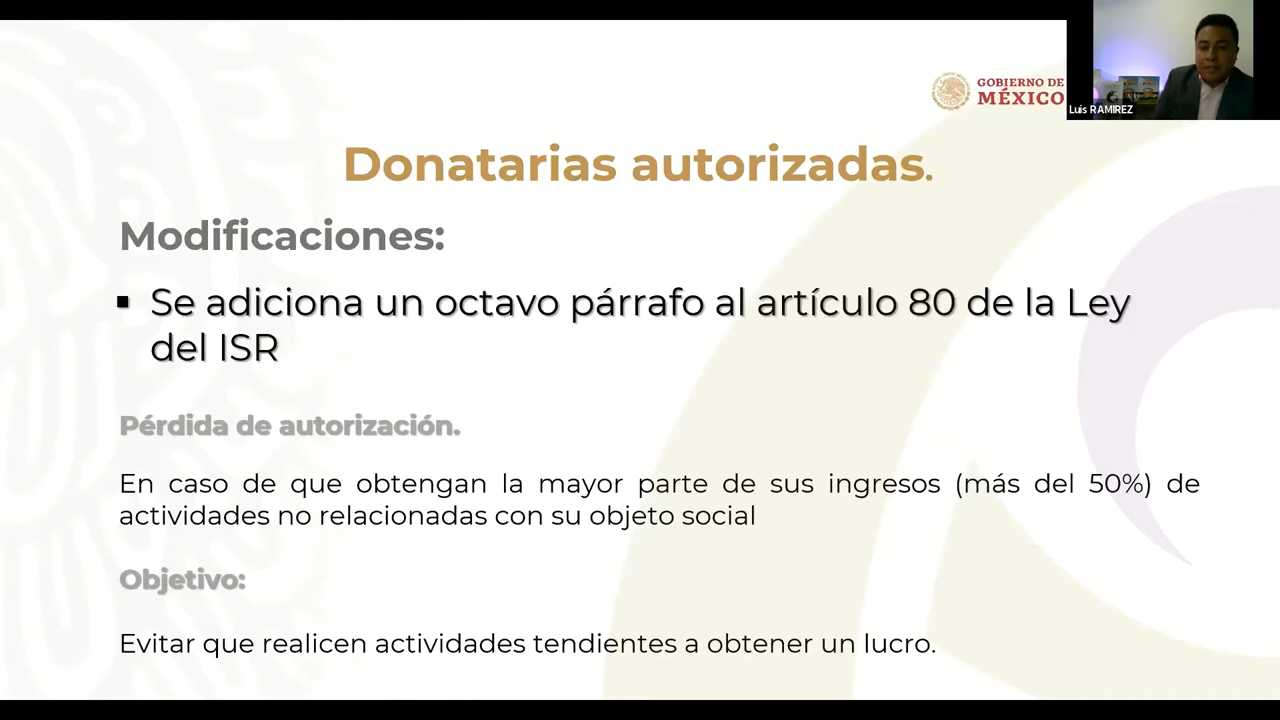 GOBIERNO DE
MÉXICO
Luis RAMIREZ
Donatarias autorizadas.
Modificaciones:
▪ Se adiciona un octavo párrafo al artículo 80 de la Ley
del ISR
Pérdida de autorización.
En caso de que obtengan la mayor parte de sus ingresos (más del 50%) de
actividades no relacionadas con su objeto social
Objetivo:
Evitar que realicen actividades tendientes a obtener un lucro.